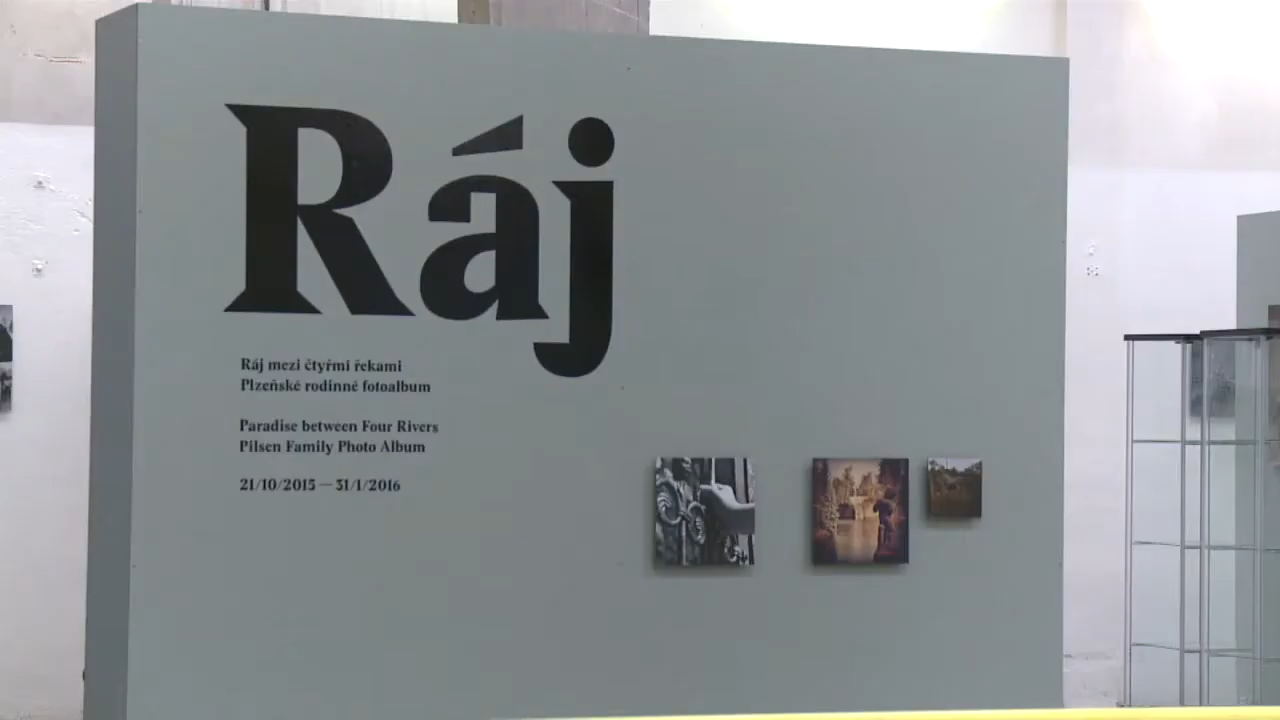 Ráj
Ráj mezi čtyřmi řekami
Plzeňské rodinné fotoalbum
Paradise between Four Rivers
Pilsen Family Photo Album
21/10/2015 — 31/1/2016